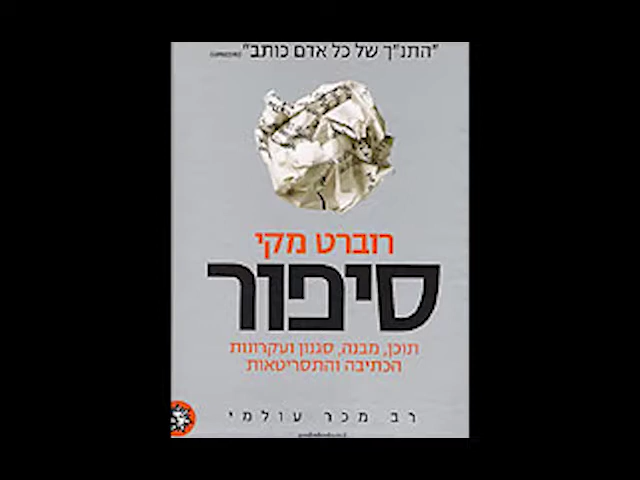 "התנ"ך של כל אדם כותב"
רוברט מקי
סיפור
תוכן, מבנה, סגנון ועקרונות
הכתיבה והתסריטאות
רב מכר עולמי